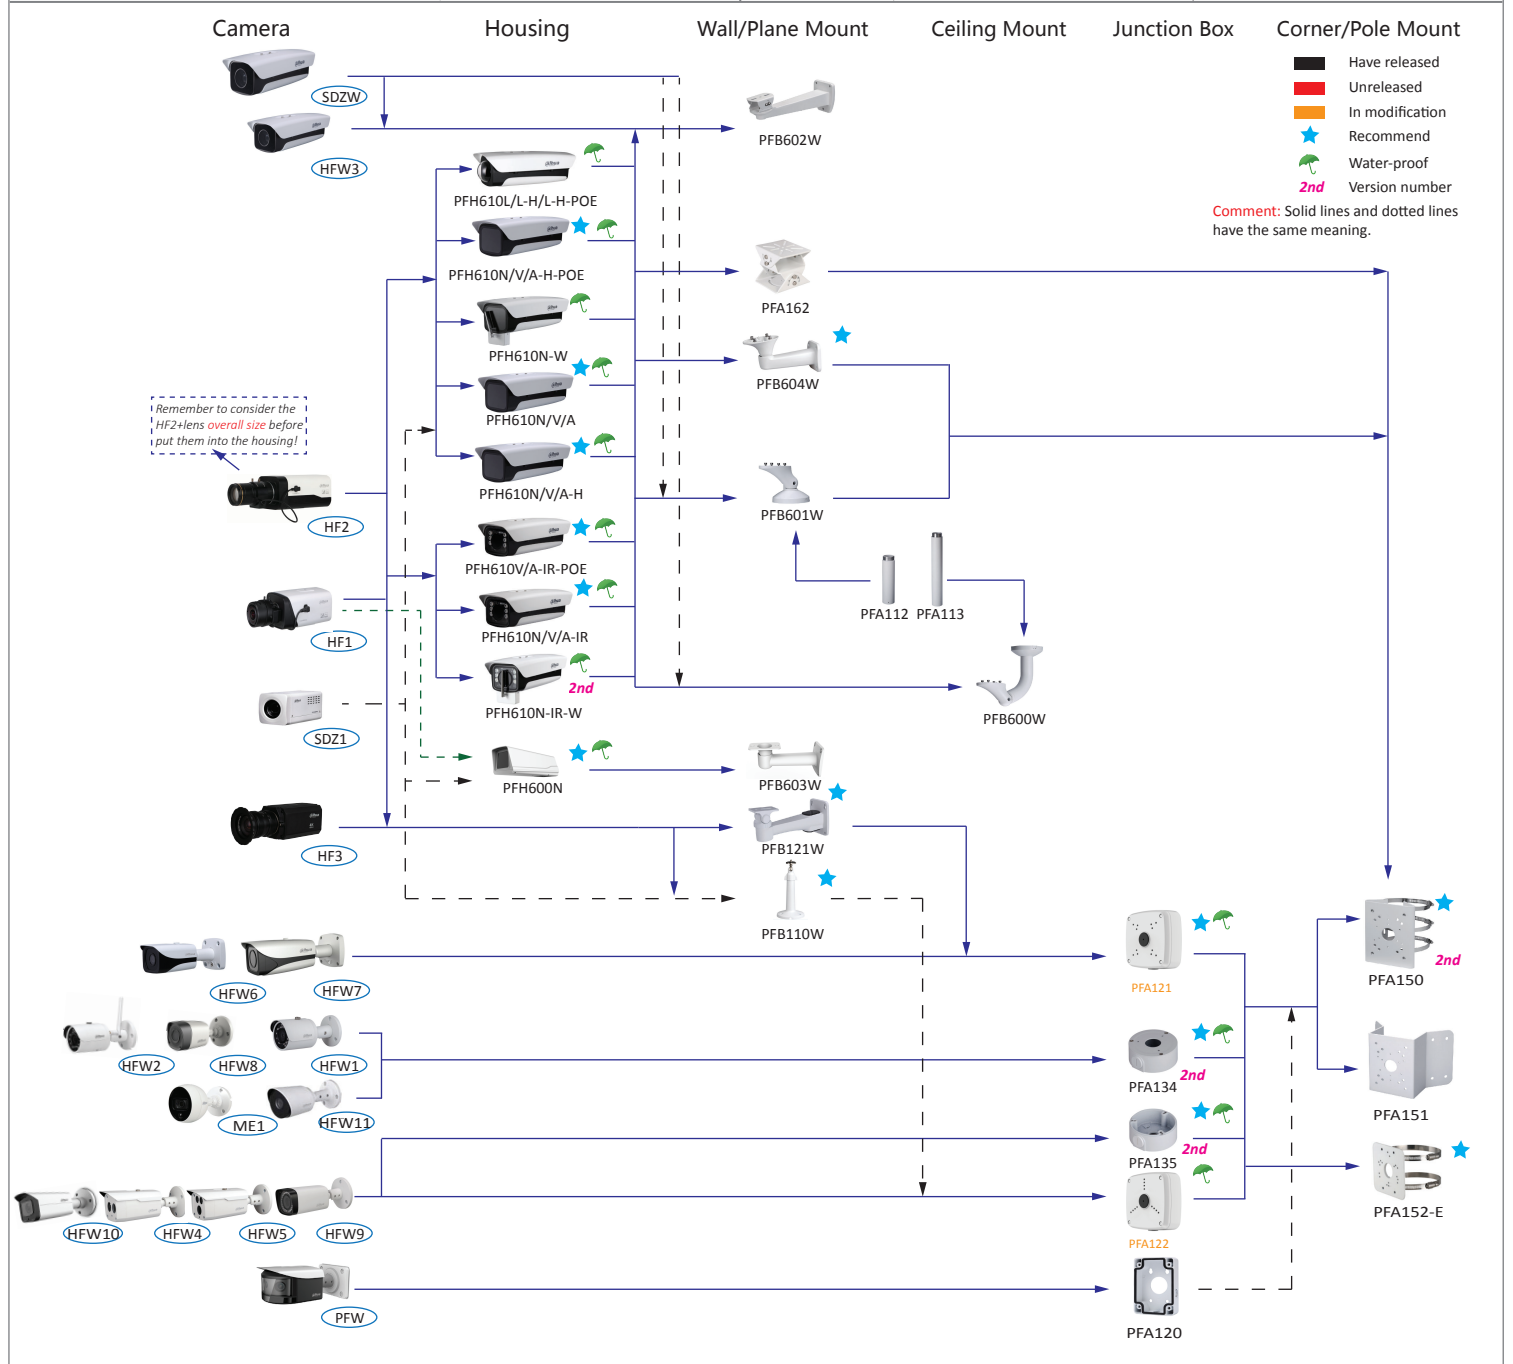 Camera
Housing
Wall/Plane Mount
Ceiling Mount
Junction Box
Corner/Pole Mount
Have released
Unreleased
In modification
Recommend
Water-proof
2nd Version number
Comment: Solid lines and dotted lines
have the same meaning.
SDZW
HFW3
PFB602W
PFH610L/L-H/L-H-POE
PFH610N/V/A-H-POE
PFA162
PFH610N-W
PFB604W
PFH610N/V/A
Remember to consider the
HF2+lens overall size before
put them into the housing!
HF2
PFH610N/V/A-H
PFB601W
PFH610V/A-IR-POE
PFA112
PFA113
HF1
PFH610N/V/A-IR
2nd
PFH610N-IR-W
PFB600W
SDZ1
PFH600N
PFB603W
HF3
PFB121W
PFB110W
HFW6
HFW7
PFA121
2nd
PFA150
HFW2
HFW8
HFW1
PFA134
2nd
ME1
HFW11
PFA151
PFA135
2nd
HFW10
HFW4
HFW5
HFW9
PFA122
PFA152-E
PFW
PFA120